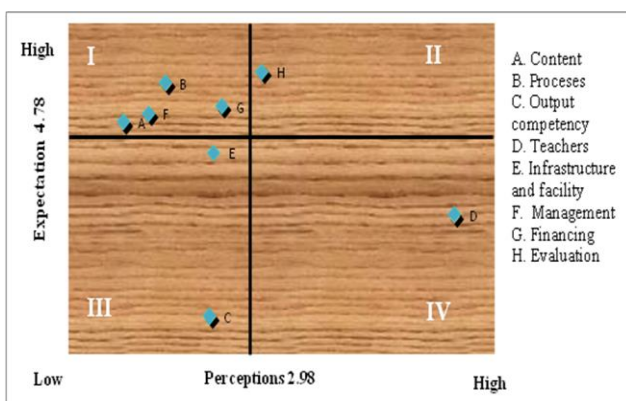 High
I
II
H
B
G
F
A
Expectation 4.78
E
D
III
IV
C
Low
Perceptions 2.98
High
A. Content
B. Proceses
C. Output
competency
D. Teachers
E. Infrastructure
and facility
F. Management
G. Financing
H. Evaluation